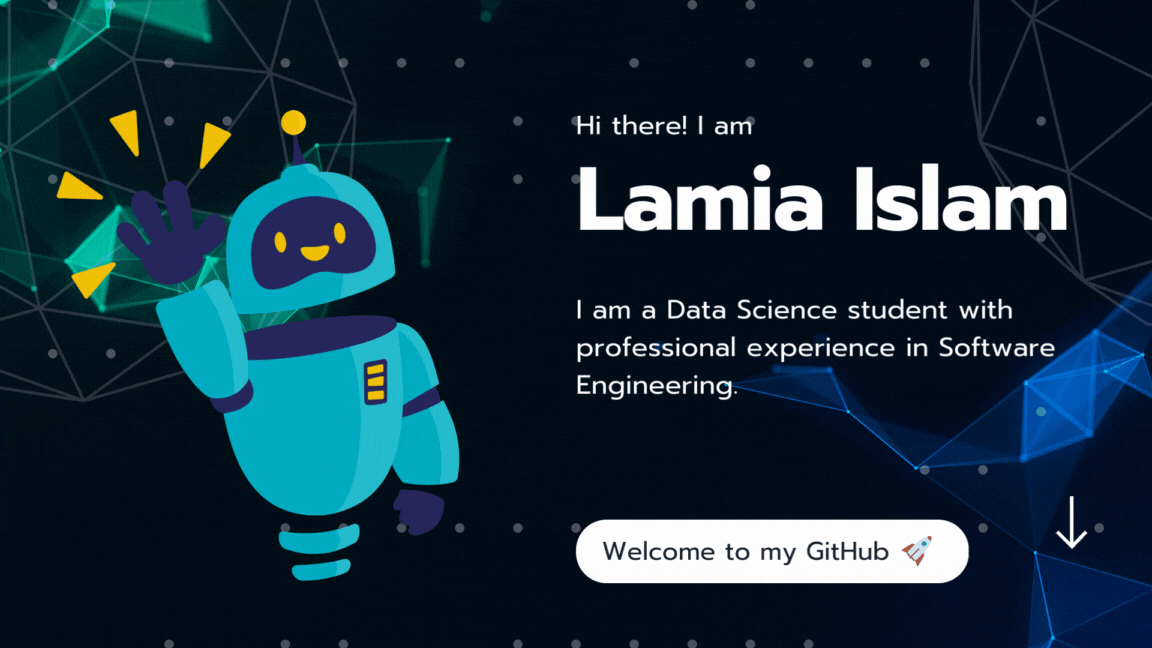 Hi there! I am
Lamia Islam
I am a Data Science student with
professional experience in Software
Engineering.
Welcome to my GitHub 🚀